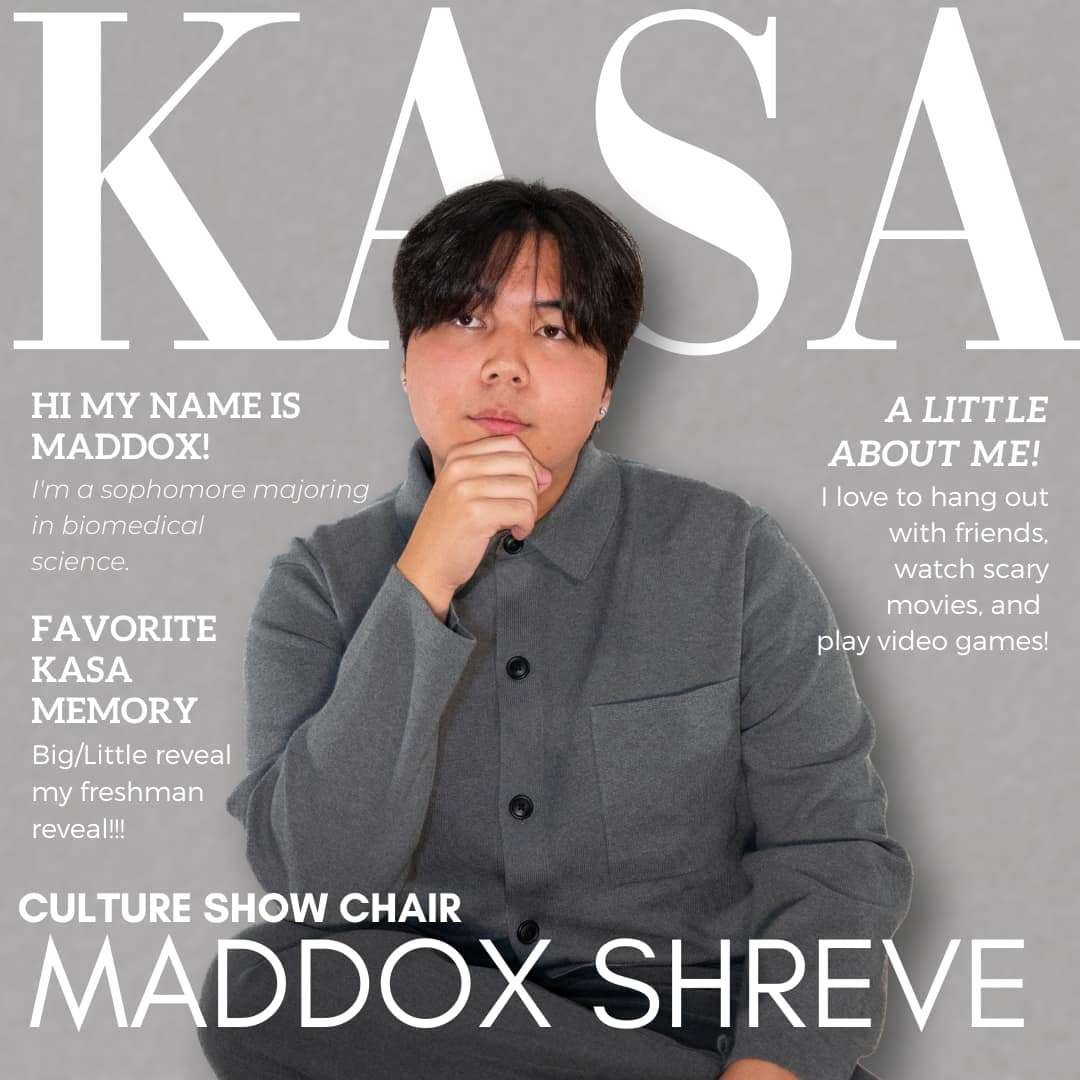 KASA
HI MY NAME IS
MADDOX!
I'm a sophomore majoring
in biomedical
science.
FAVORITE
KASA
MEMORY
Big/Little reveal
my freshman
reveal!!!
A LITTLE
ABOUT ME!
I love to hang out
with friends,
watch scary
movies, and
play video games!
CULTURE SHOW CHAIR
MADDOX SHREVE